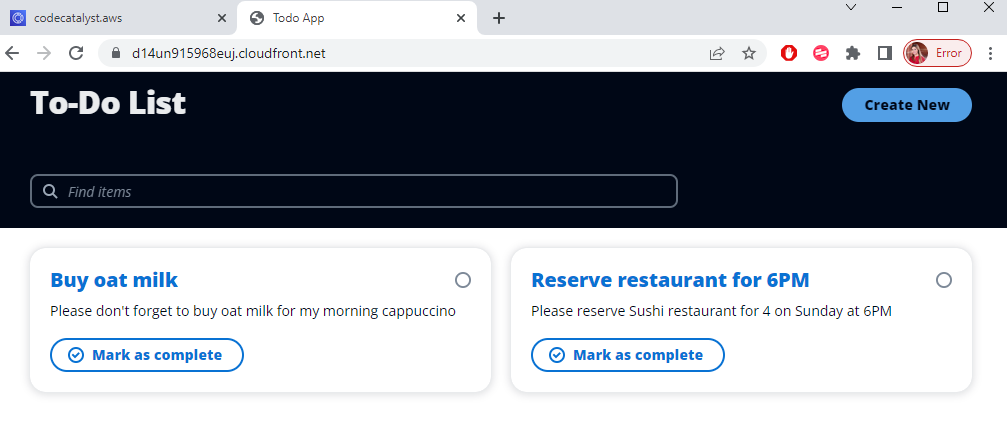 codecatalyst.aws
Todo App
d14un915968euj.cloudfront.net
Error
To-Do List
Create New
Find items
Buy oat milk
Please don't forget to buy oat milk for my morning cappuccino
Mark as complete
Reserve restaurant for 6PM
Please reserve Sushi restaurant for 4 on Sunday at 6PM
Mark as complete